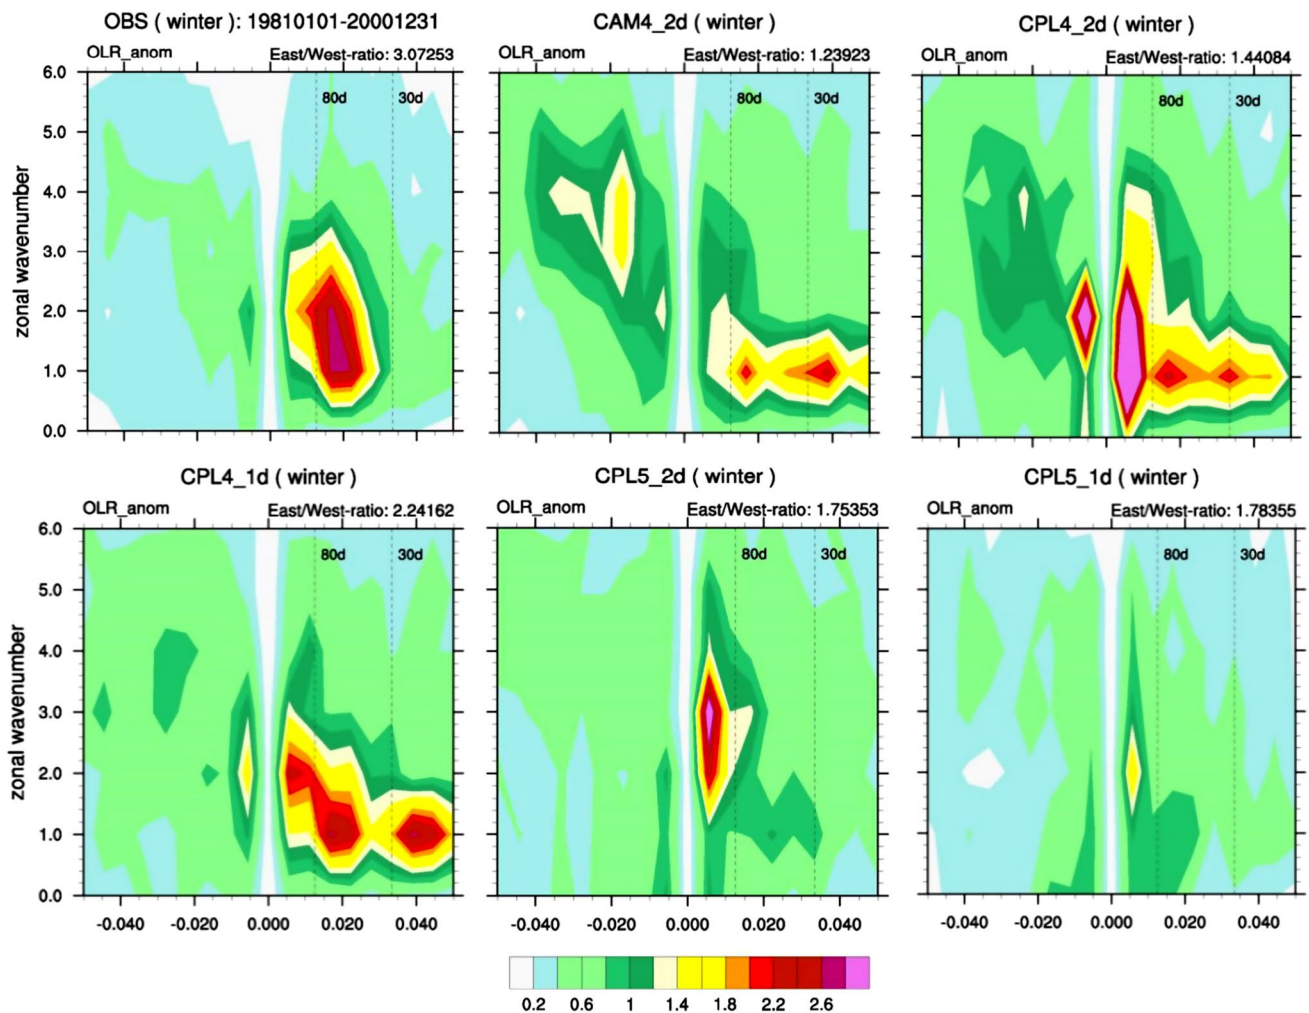 OBS ( winter ): 19810101-20001231
CAM4_2d ( winter )
CPL4_2d ( winter )
OLR_anom
East/West-ratio: 3.07253
OLR_anom
East/West-ratio: 1.23923
OLR_anom
East/West-ratio: 1.44084
6.0
5.0
4.0
3.0
2.0
1.0
0.0
zonal wavenumber
80d
30d
80d
30d
80d
30d
CPL4_1d ( winter )
CPL5_2d ( winter )
CPL5_1d ( winter )
OLR_anom
East/West-ratio: 2.24162
OLR_anom
East/West-ratio: 1.75353
OLR_anom
East/West-ratio: 1.78355
6.0
5.0
4.0
3.0
2.0
1.0
0.0
zonal wavenumber
80d
30d
80d
30d
80d
30d
-0.040 -0.020 0.000 0.020 0.040
-0.040 -0.020 0.000 0.020 0.040
-0.040 -0.020 0.000 0.020 0.040
0.2 0.6 1 1.4 1.8 2.2 2.6